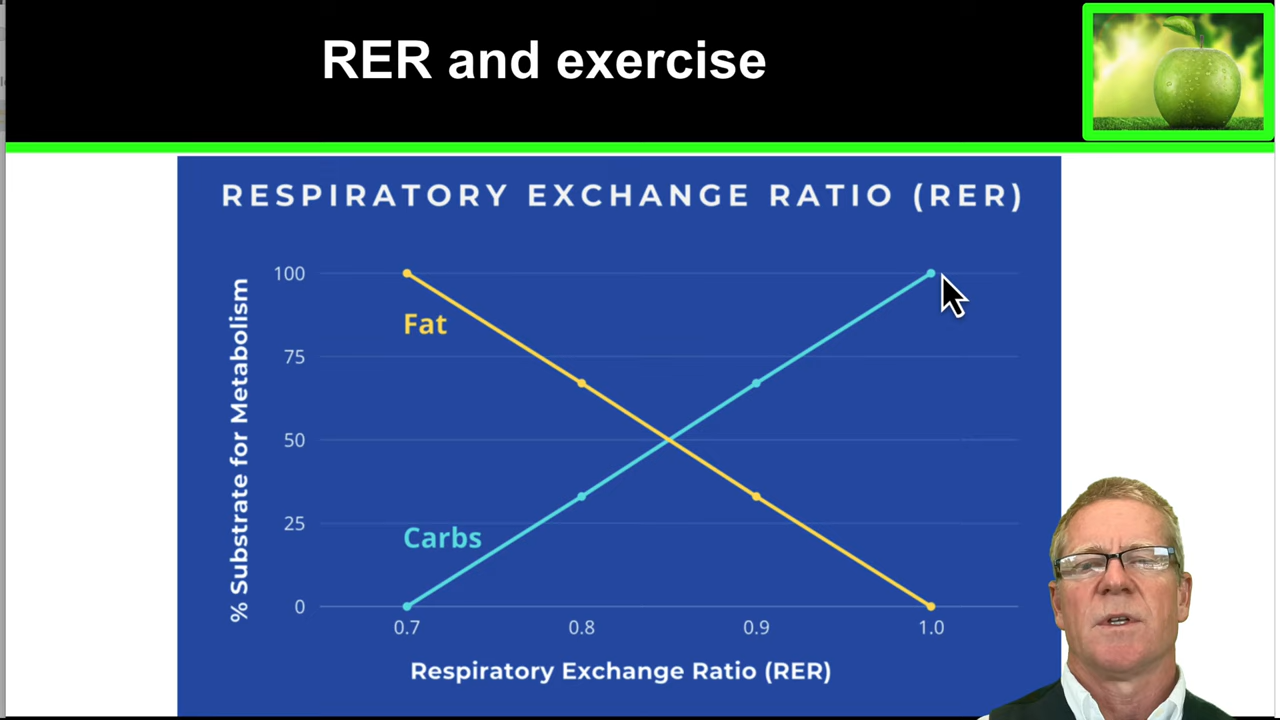 RER and exercise
RESPIRATORY EXCHANGE RATIO (RER)
% Substrate for Metabolism
100
75
50
25
0
Fat
Carbs
0.7 0.8 0.9 1.0
Respiratory Exchange Ratio (RER)